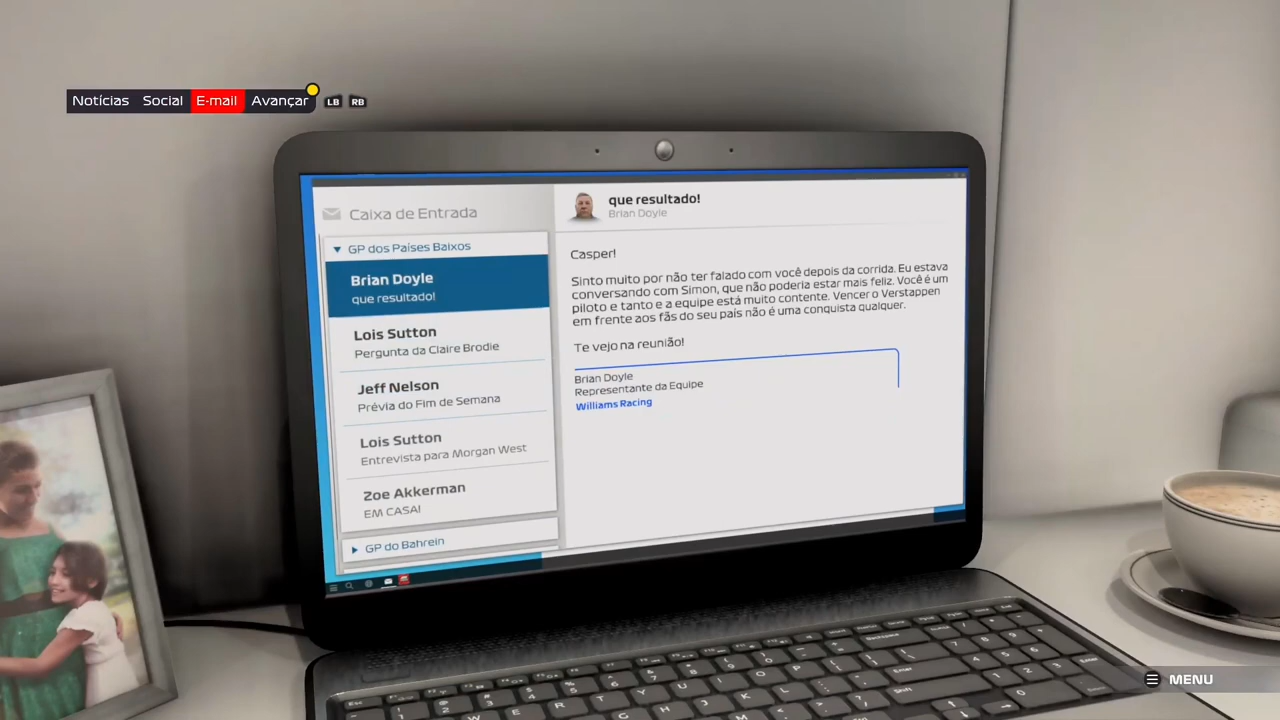 Notícias Social E-mail Avançar LB RB
Caixa de Entrada
GP dos Países Baixos
Brian Doyle
que resultado!
Lois Sutton
Pergunta da Claire Brodie
Jeff Nelson
Prévia do Fim de Semana
Lois Sutton
Entrevista para Morgan West
Zoe Akkerman
EM CASA!
GP do Bahrein
que resultado!
Brian Doyle
Casper!
Sinto muito por não ter falado com você depois da corrida. Eu estava
conversando com Simon, que não poderia estar mais feliz. Você é um
piloto e tanto e a equipe está muito contente. Vencer o Verstappen
em frente aos fãs do seu país não é uma conquista qualquer.
Te vejo na reunião!
Brian Doyle
Representante da Equipe
Williams Racing
MENU